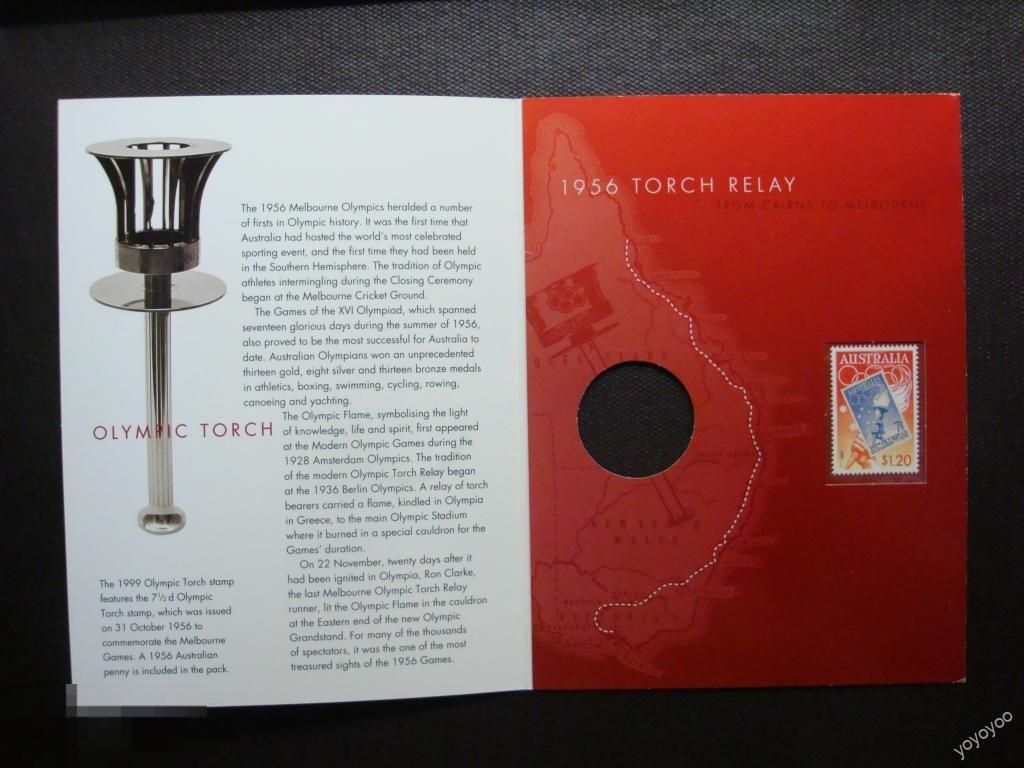 The 1956 Melbourne Olympics heralded a number
of firsts in Olympic history. It was the first time that
Australia had hosted the world's most celebrated
sporting event, and the first time they had been held
in the Southern Hemisphere. The tradition of Olympic
athletes intermingling during the Closing Ceremony
began at the Melbourne Cricket Ground.
The Games of the XVI Olympiad, which spanned
seventeen glorious days during the summer of 1956,
also proved to be the most successful for Australia to
date. Australian Olympians won an unprecedented
thirteen gold, eight silver and thirteen bronze medals
in athletics, boxing, swimming, cycling, rowing,
canoeing and yachting.
The Olympic Flame, symbolising the light
of knowledge, life and spirit, first appeared
at the Modern Olympic Games during the
1928 Amsterdam Olympics. The tradition
of the modern Olympic Torch Relay began
at the 1936 Berlin Olympics. A relay of torch
bearers carried a flame, kindled in Olympia
in Greece, to the main Olympic Stadium
where it burned in a special cauldron for the
Games' duration.
On 22 November, twenty days after it
had been ignited in Olympia, Ron Clarke,
the last Melbourne Olympic Torch Relay
runner, lit the Olympic Flame in the cauldron
at the Eastern end of the new Olympic
Grandstand. For many of the thousands
of spectators, it was the one of the most
treasured sights of the 1956 Games.
OLYMPIC TORCH
The 1999 Olympic Torch stamp
features the 7½ d Olympic
Torch stamp, which was issued
on 31 October 1956 to
commemorate the Melbourne
Games. A 1956 Australian
penny is included in the pack.
1956 TORCH RELAY
FROM CAIRNS TO MELBOURNE
QUEENSLAND
NEW SOUTH
WALES
VICTORIA
AUSTRALIA
$1.20
yoyoyoo